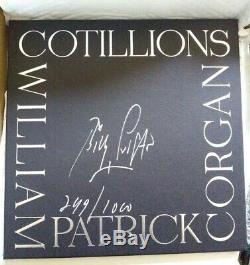 COTILLIONS
WILLIAM
PATRICK
CORGAN
249/1000